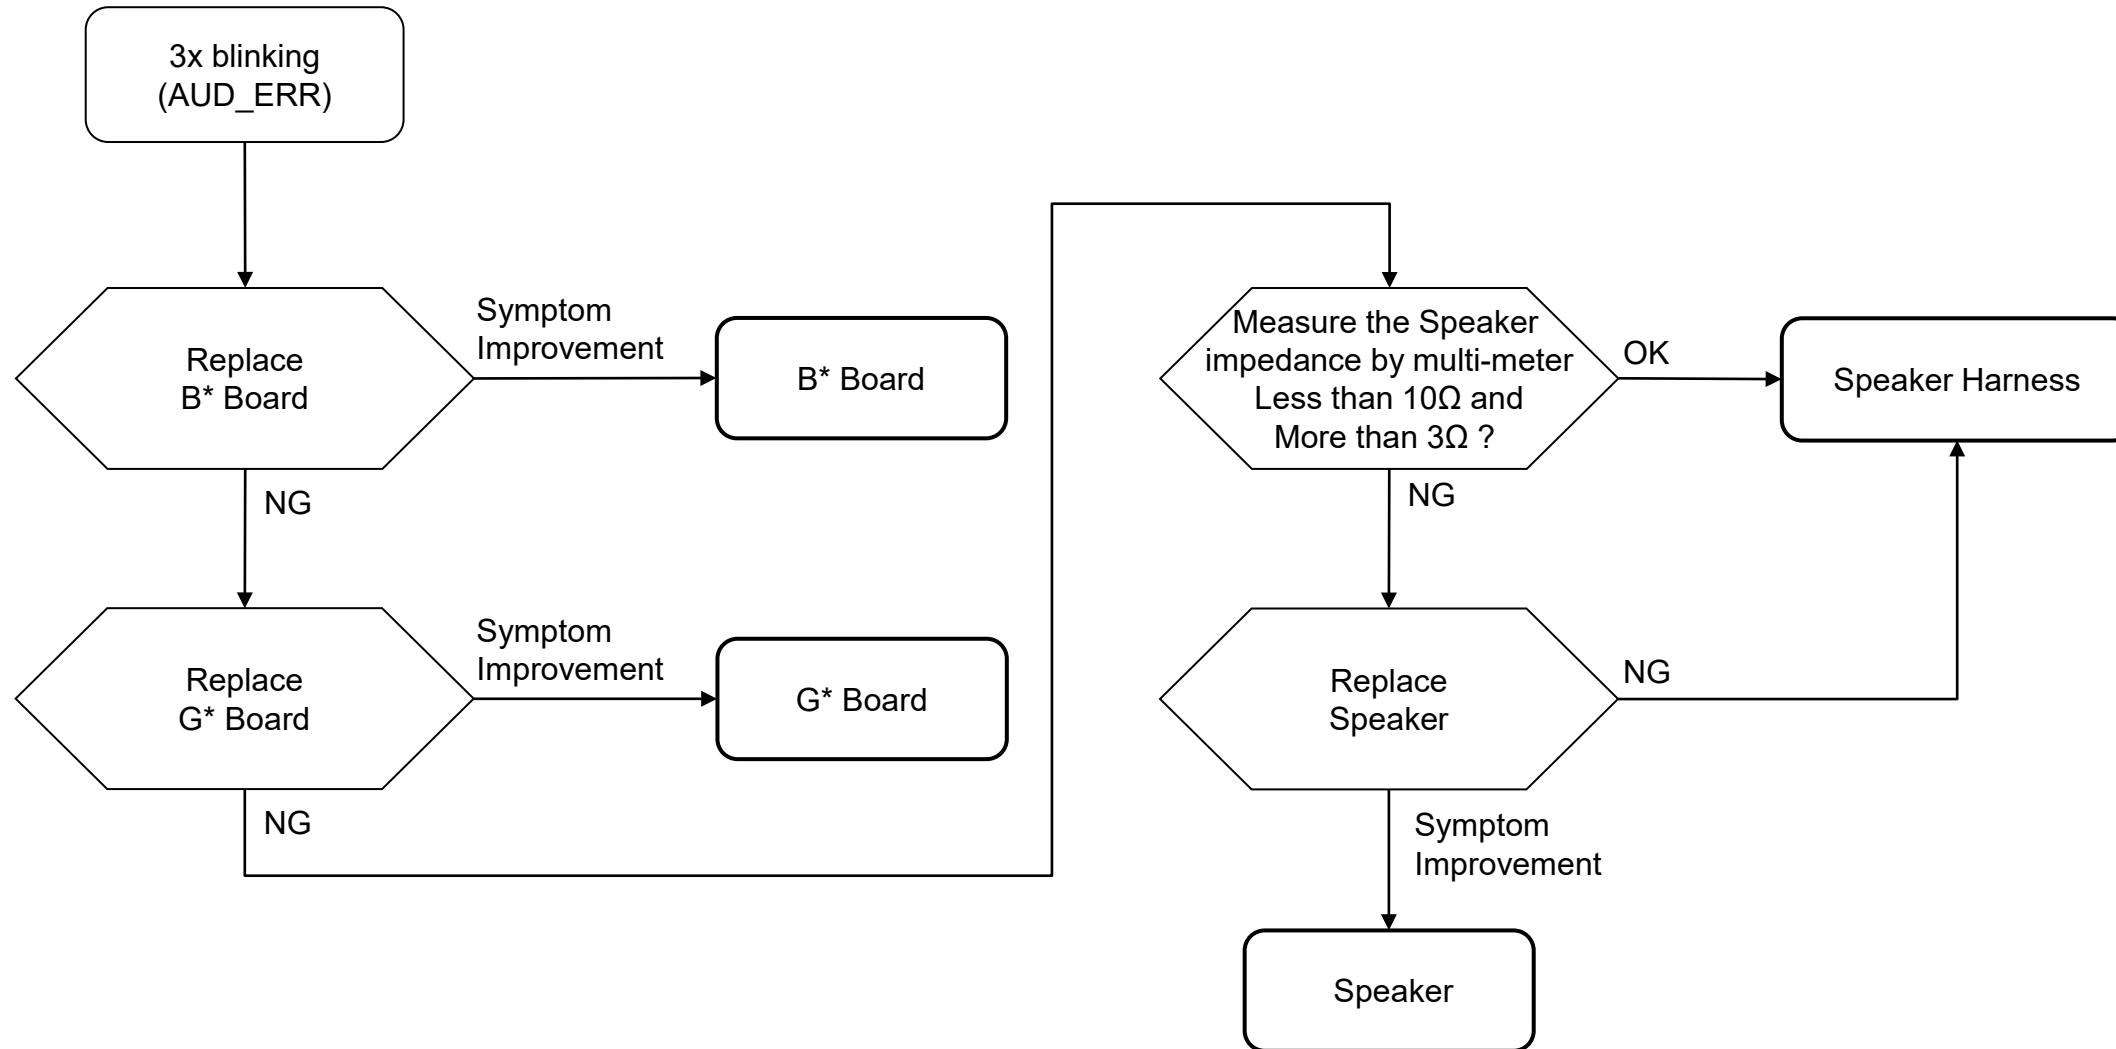 3x blinking
(AUD_ERR)
Replace
B* Board
Symptom
Improvement
B* Board
NG
Replace
G* Board
Symptom
Improvement
G* Board
NG
Measure the Speaker
impedance by multi-meter
Less than 10Ω and
More than 3Ω ?
OK
Speaker Harness
NG
Replace
Speaker
NG
Symptom
Improvement
Speaker